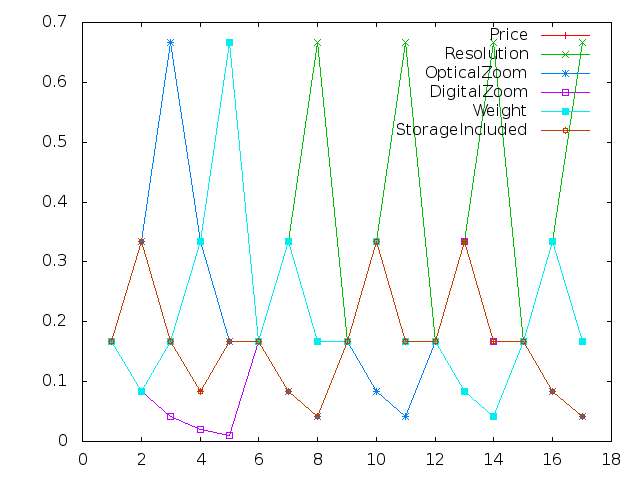 0.7
Price
Resolution
OpticalZoom
DigitalZoom
Weight
StorageIncluded
0.6
0.5
0.4
0.3
0.2
0.1
0
0 2 4 6 8 10 12 14 16 18